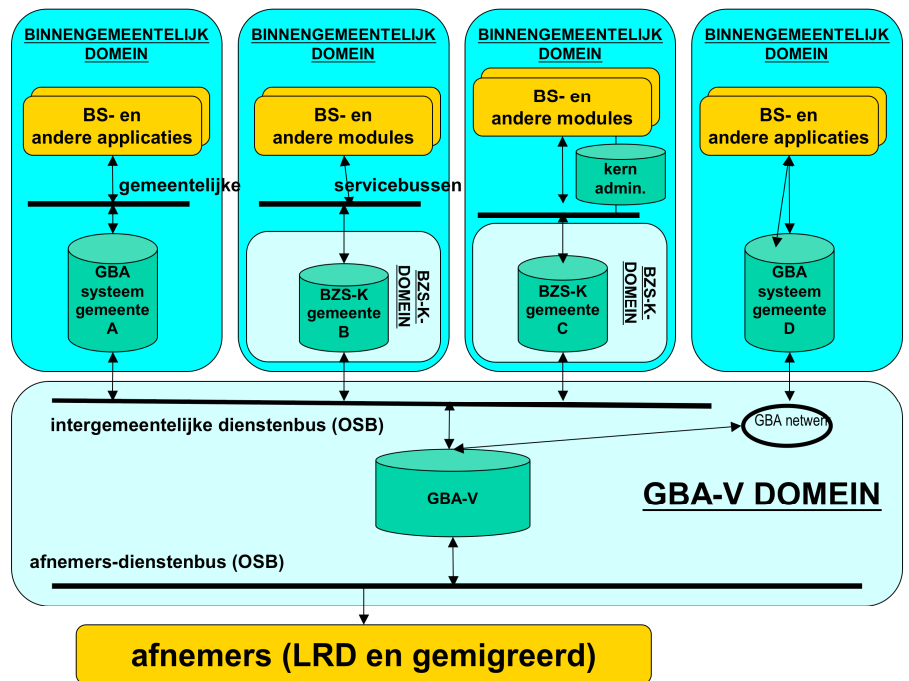 BINNENGEMEENTELIJK
DOMEIN
BS- en
andere applicaties
gemeentelijke
GBA
systeem
gemeente
A
BINNENGEMEENTELIJK
DOMEIN
BS- en
andere modules
servicebussen
BZS-K
gemeente
B
BZS-K-
DOMEIN
BINNENGEMEENTELIJK
DOMEIN
BS- en
andere modules
kern
admin.
BZS-K
gemeente
C
BZS-K-
DOMEIN
BINNENGEMEENTELIJK
DOMEIN
BS- en
andere applicaties
GBA
systeem
gemeente
D
intergemeentelijke dienstenbus (OSB)
GBA netwerk
GBA-V
GBA-V DOMEIN
afnemers-dienstenbus (OSB)
afnemers (LRD en gemigreerd)